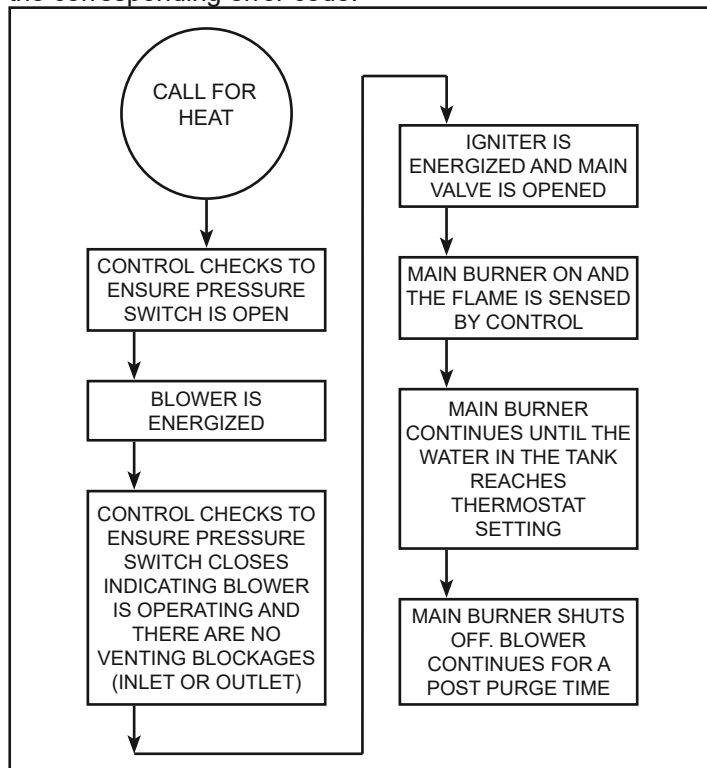 the corresponding error code.
CALL FOR
HEAT
CONTROL CHECKS TO
ENSURE PRESSURE
SWITCH IS OPEN
BLOWER IS
ENERGIZED
CONTROL CHECKS TO
ENSURE PRESSURE
SWITCH CLOSES
INDICATING BLOWER
IS OPERATING AND
THERE ARE NO
VENTING BLOCKAGES
(INLET OR OUTLET)
IGNITER IS
ENERGIZED AND MAIN
VALVE IS OPENED
MAIN BURNER ON AND
THE FLAME IS SENSED
BY CONTROL
MAIN BURNER
CONTINUES UNTIL THE
WATER IN THE TANK
REACHES
THERMOSTAT
SETTING
MAIN BURNER SHUTS
OFF. BLOWER
CONTINUES FOR A
POST PURGE TIME